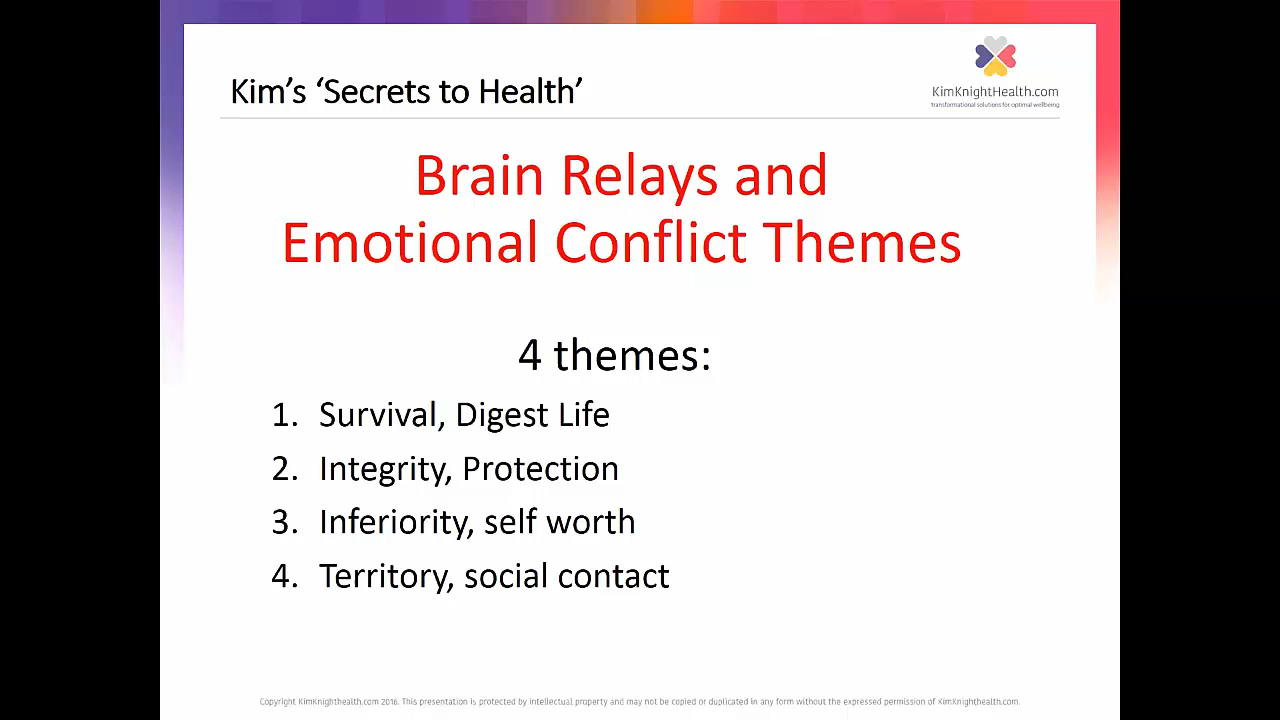 Kim's ‘Secrets to Health’
KimKnightHealth.com
transformational solutions for optimal wellbeing
Brain Relays and
Emotional Conflict Themes
4 themes:
1. Survival, Digest Life
2. Integrity, Protection
3. Inferiority, self worth
4. Territory, social contact
Copyright KimKnighthealth.com 2016. This presentation is protected by intellectual property and may not be copied or duplicated in any form without the expressed permission of KimKnighthealth.com.